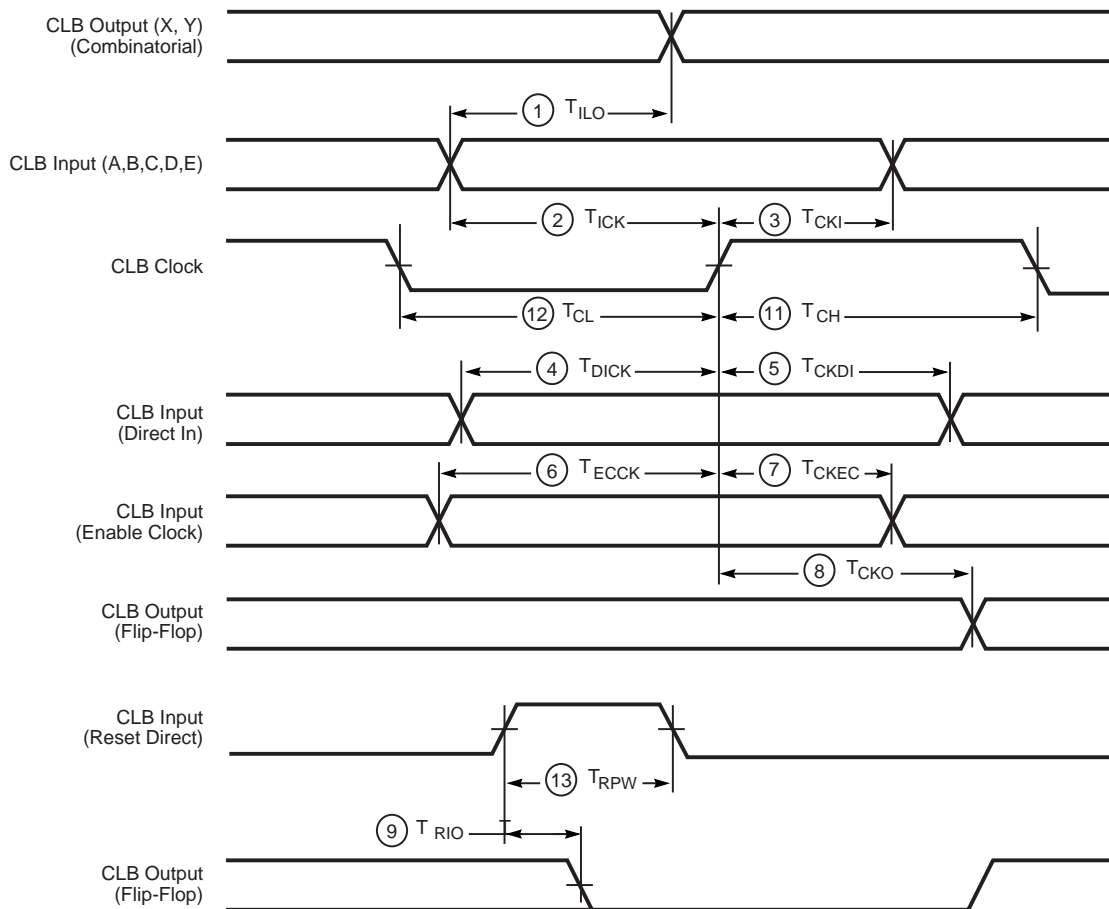 CLB Output (X, Y)
(Combinatorial)
1 TILO
CLB Input (A,B,C,D,E)
2 TICK
3 TCKI
CLB Clock
12 TCL
11 TCH
4 TDICK
5 TCKDI
CLB Input
(Direct In)
6 TECCK
7 TCKEC
CLB Input
(Enable Clock)
8 TCKO
CLB Output
(Flip-Flop)
CLB Input
(Reset Direct)
13 TRPW
9 T RIO
CLB Output
(Flip-Flop)